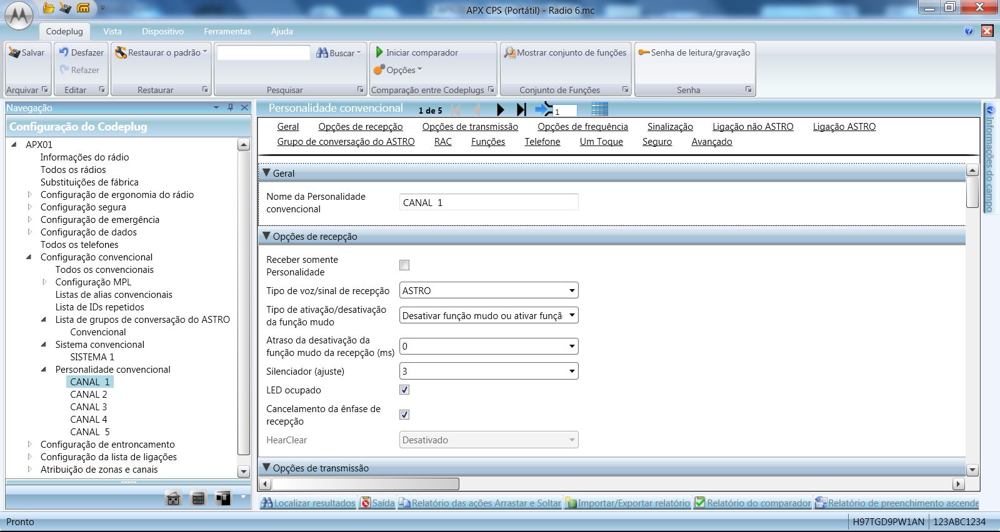 APX CPS (Portátil) - Radio 6.mc
Codeplug Vista Dispositivo Ferramentas Ajuda
Salvar Desfazer Restaurar o padrão Buscar Iniciar comparador Mostrar conjunto de funções Senha de leitura/gravação
Refazer Opções
Arquivar Editar Restaurar Pesquisar Comparação entre Codeplugs Conjunto de Funções Senha
Navegação
Configuração do Codeplug
APX01
Informações do rádio
Todos os rádios
Substituições de fábrica
Configuração de ergonomia do rádio
Configuração segura
Configuração de emergência
Configuração de dados
Todos os telefones
Configuração convencional
Todos os convencionais
Configuração MPL
Listas de alias convencionais
Lista de IDs repetidos
Lista de grupos de conversação do ASTRO
Convencional
Sistema convencional
SISTEMA 1
Personalidade convencional
CANAL  1
CANAL 2
CANAL 3
CANAL 4
CANAL  5
Configuração de entroncamento
Configuração da lista de ligações
Atribuição de zonas e canais
Personalidade convencional 1 de 5 1
Geral Opções de recepção Opções de transmissão Opções de frequência Sinalização Ligação não ASTRO Ligação ASTRO
Grupo de conversação do ASTRO RAC Funções Telefone Um Toque Seguro Avançado
Geral
Nome da Personalidade
convencional
CANAL  1
Opções de recepção
Receber somente
Personalidade
Tipo de voz/sinal de recepção ASTRO
Tipo de ativação/desativação
da função mudo
Desativar função mudo ou ativar funçã
Atraso da desativação da
função mudo da recepção (ms)
0
Silenciador (ajuste) 3
LED ocupado
Cancelamento da ênfase de
recepção
HearClear Desativado
Opções de transmissão
Informações do campo
Localizar resultados Saída Relatório das ações Arrastar e Soltar Importar/Exportar relatório Relatório do comparador Relatório de preenchimento ascende
Pronto H97TGD9PW1AN 123ABC1234